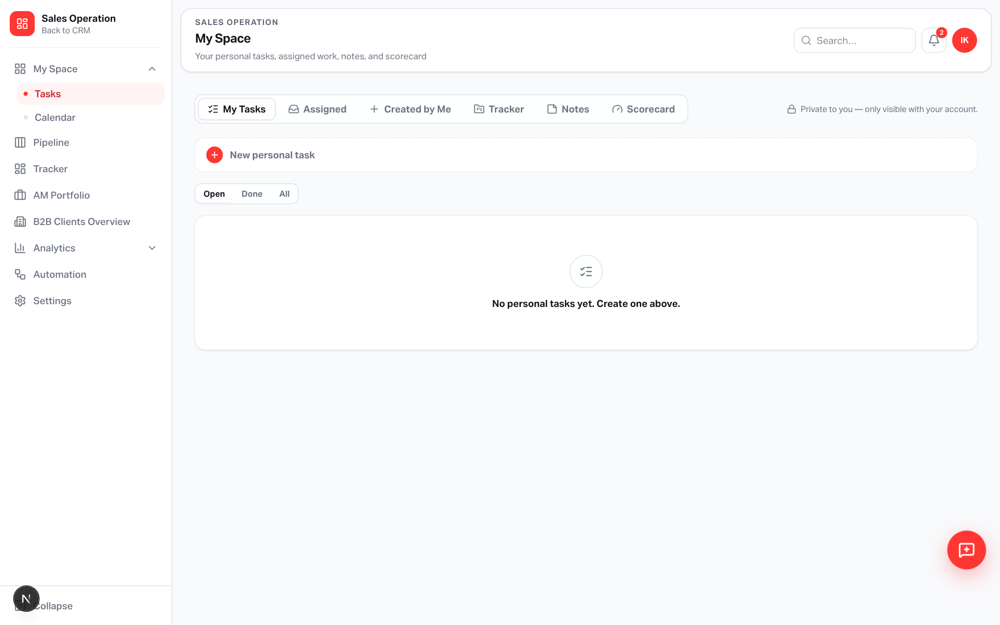 Sales Operation
Back to CRM
My Space
Tasks
Calendar
Pipeline
Tracker
AM Portfolio
B2B Clients Overview
Analytics
Automation
Settings
N
Collapse
SALES OPERATION
My Space
Your personal tasks, assigned work, notes, and scorecard
Search...
2
IK
My Tasks
Assigned
Created by Me
Tracker
Notes
Scorecard
Private to you — only visible with your account.
New personal task
Open
Done
All
No personal tasks yet. Create one above.